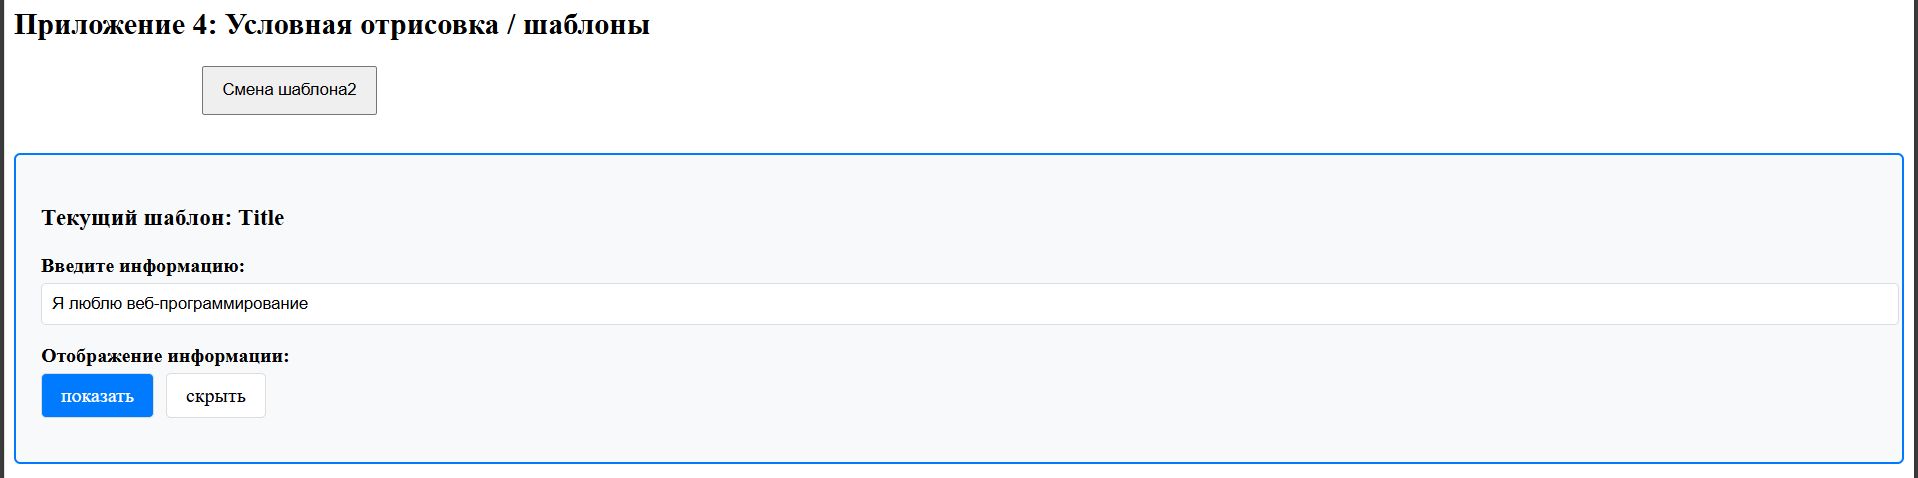 Приложение 4: Условная отрисовка / шаблоны
Смена шаблона2
Текущий шаблон: Title
Введите информацию:
Я люблю веб-программирование
Отображение информации:
показать скрыть